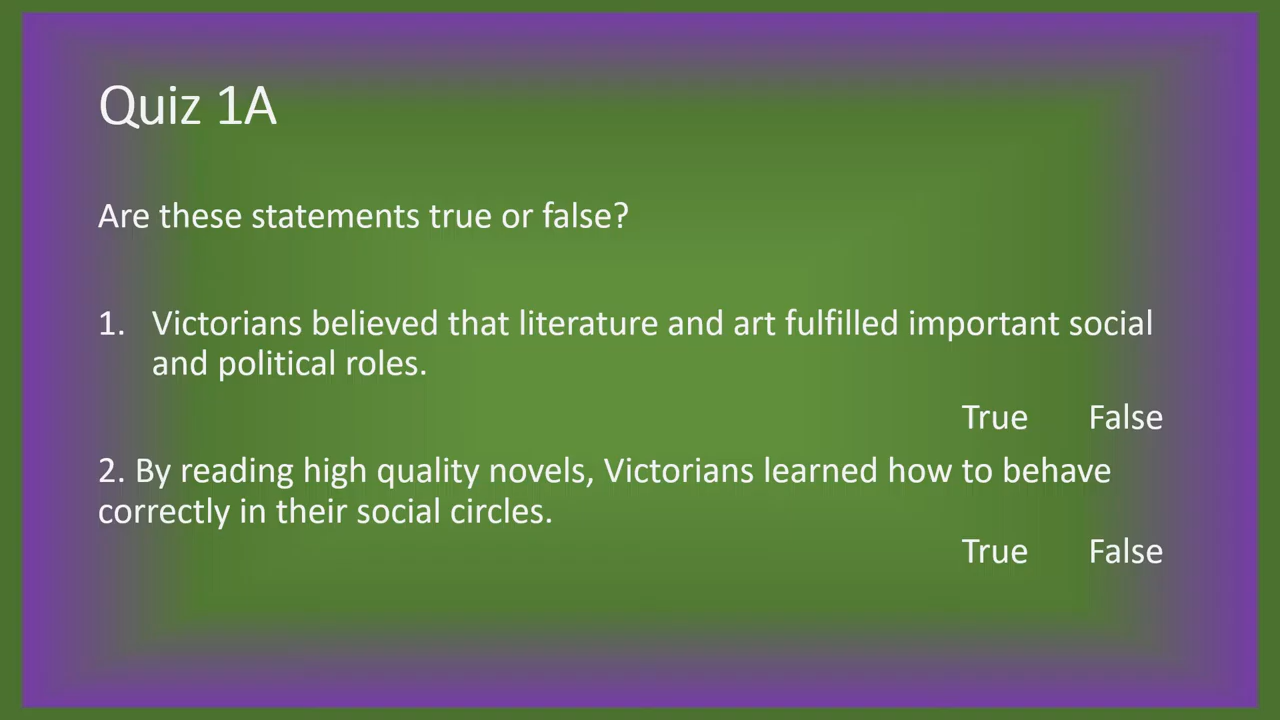 Quiz 1A
Are these statements true or false?
1. Victorians believed that literature and art fulfilled important social
and political roles.
True False
2. By reading high quality novels, Victorians learned how to behave
correctly in their social circles.
True False